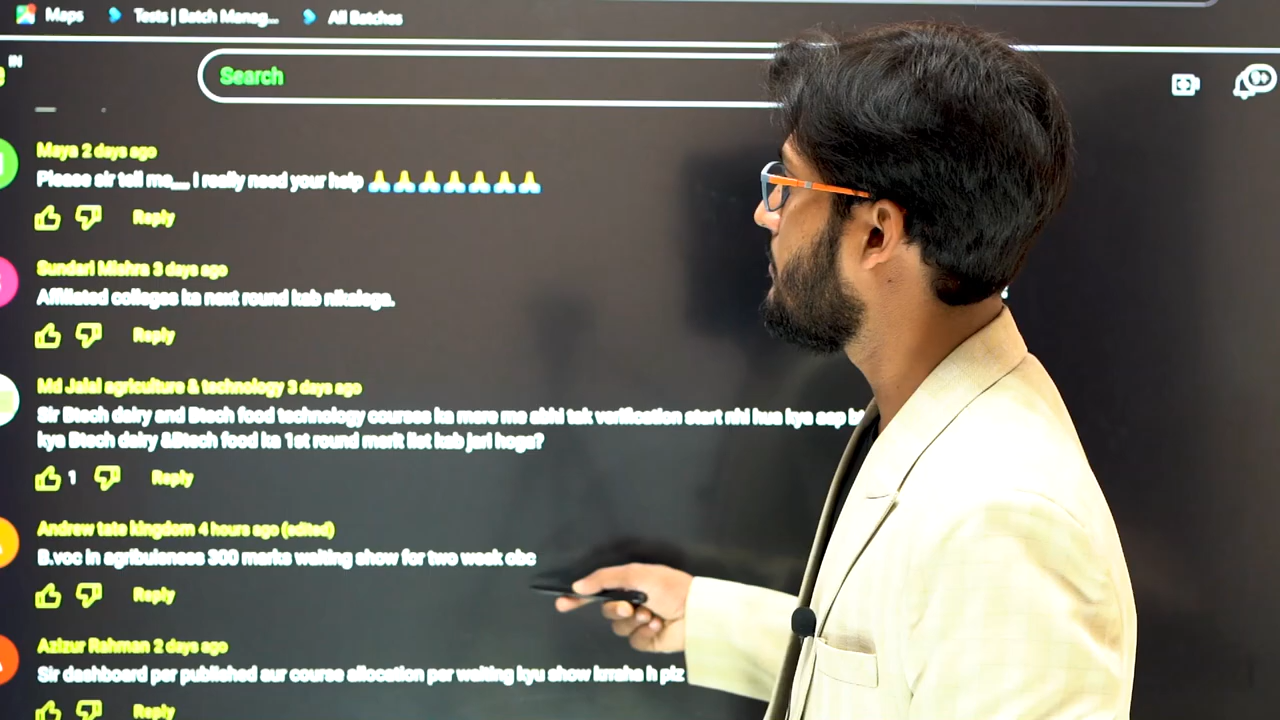 Maps Tests | Batch Manag... All Batches
IN
Search
9+
Maya 2 days ago
Please sir tell me,,,,, I really need your help 🙏🙏🙏🙏🙏🙏🙏
Reply
Sundari Mishra 3 days ago
Affiliated colleges ka next round kab nikalega.
Reply
Md Jalal agriculture & technology 3 days ago
Sir Btech dairy and Btech food technology courses ka mere me abhi tak verification start nhi hua kya aap
kya Btech dairy &Btech food ka 1st round merit list kab jari hoga?
1 Reply
Andrew tate kingdom 4 hours ago (edited)
B.voc in agribuisness 300 marks waiting show for two week obc
Reply
Azizur Rahman 2 days ago
Sir dashboard per published aur course allocation per waiting kyu show krraha h plz
Reply